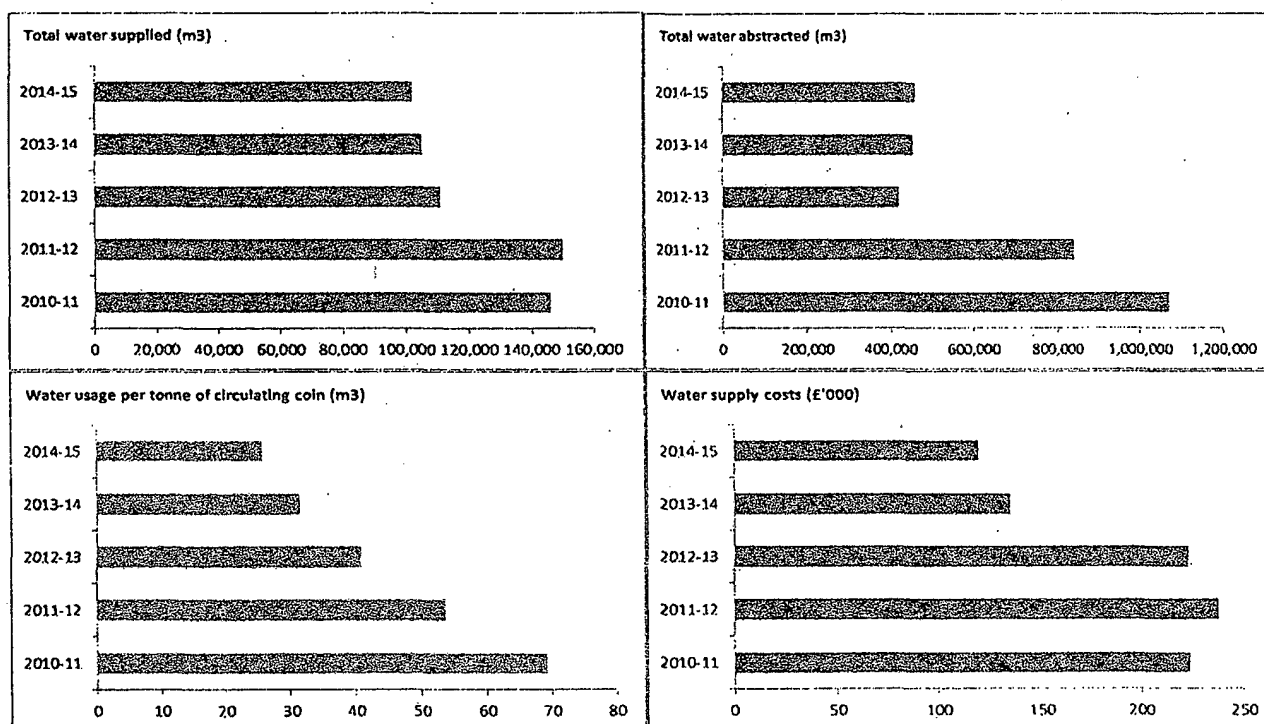 Total water supplied (m3)
2014-15
2013-14
2012-13
2011-12
2010-11
0 20,000 40,000 60,000 80,000 100,000 120,000 140,000 160,000
Total water abstracted (m3)
2014-15
2013-14
2012-13
2011-12
2010-11
0 200,000 400,000 600,000 800,000 1,000,000 1,200,000
Water usage per tonne of circulating coin (m3)
2014-15
2013-14
2012-13
2011-12
2010-11
0 10 20 30 40 50 60 70 80
Water supply costs (£'000)
2014-15
2013-14
2012-13
2011-12
2010-11
0 50 100 150 200 250